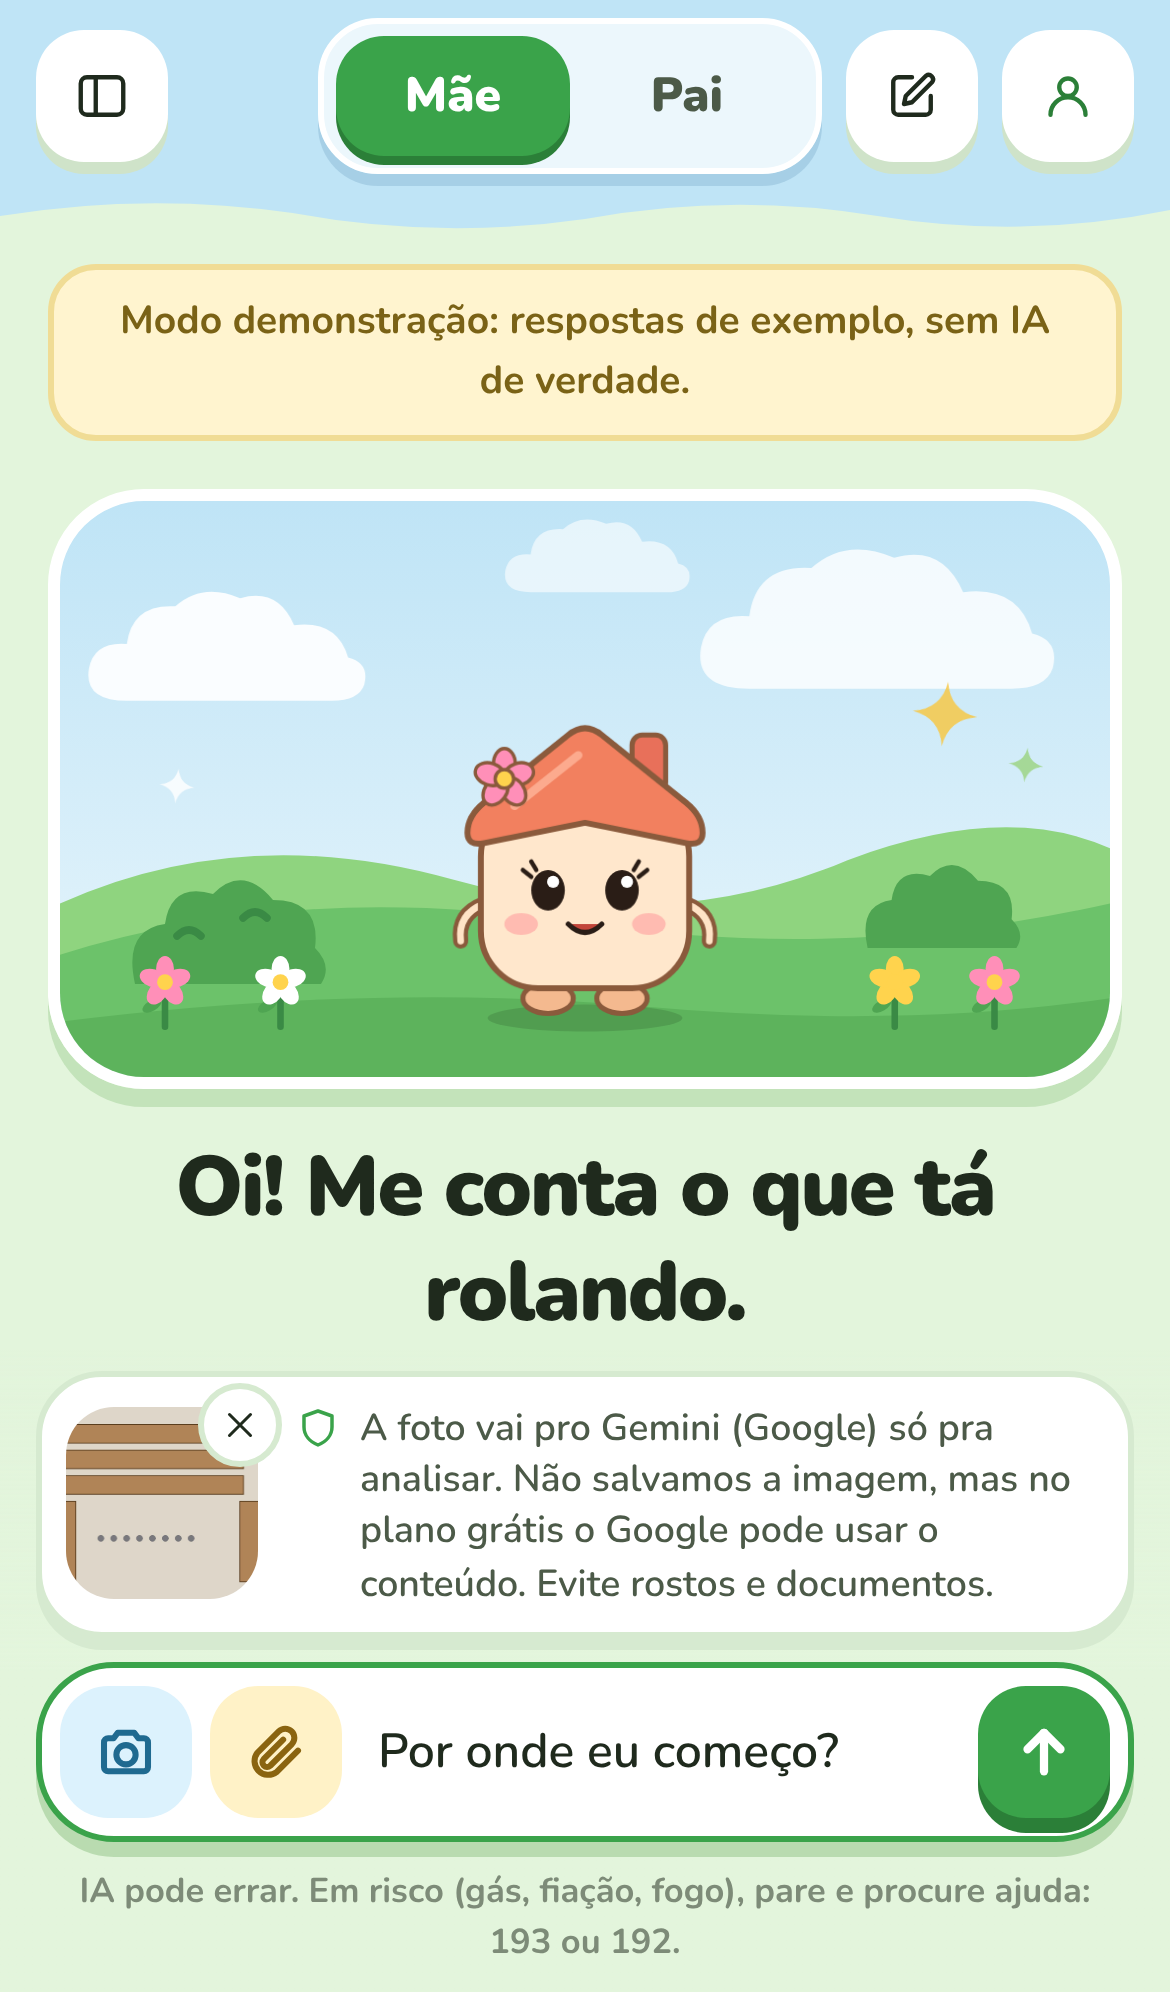 Mãe
Pai
Modo demonstração: respostas de exemplo, sem IA
de verdade.
Oi! Me conta o que tá
rolando.
A foto vai pro Gemini (Google) só pra
analisar. Não salvamos a imagem, mas no
plano grátis o Google pode usar o
conteúdo. Evite rostos e documentos.
Por onde eu começo?
IA pode errar. Em risco (gás, fiação, fogo), pare e procure ajuda:
193 ou 192.